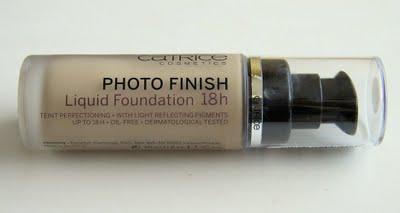 CATRICE
COSMETICS
PHOTO FINISH
Liquid Foundation 18h
TEINT PERFECTIONING • WITH LIGHT REFLECTING PIGMENTS
UP TO 18H • OIL-FREE • DERMATOLOGICAL TESTED